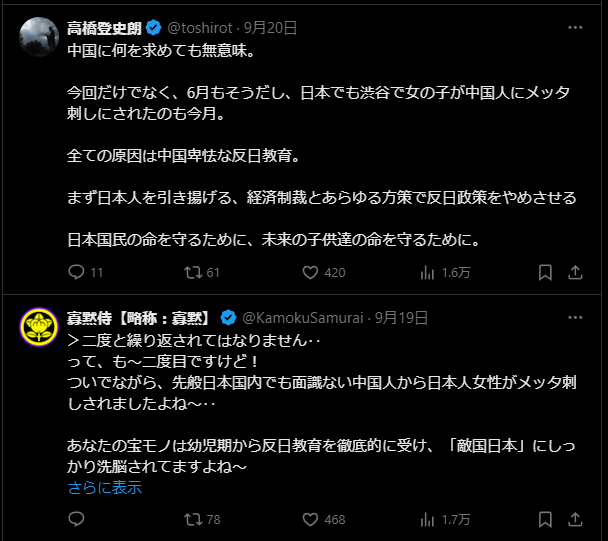 高橋登史朗 @toshirot · 9月20日
中国に何を求めても無意味。
今回だけでなく、6月もそうだし、日本でも渋谷で女の子が中国人にメッタ
刺しにされたのも今月。
全ての原因は中国卑怯な反日教育。
まず日本人を引き揚げる、経済制裁とあらゆる方策で反日政策をやめさせる
日本国民の命を守るために、未来の子供達の命を守るために。
11 61 420 1.6万
寡黙侍【略称：寡黙】 @KamokuSamurai · 9月19日
＞二度と繰り返されてはなりません‥
って、も〜二度目ですけど！
ついでながら、先般日本国内でも面識ない中国人から日本人女性がメッタ刺
しされましたよね〜‥
あなたの宝モノは幼児期から反日教育を徹底的に受け、「敵国日本」にしっ
かり洗脳されてますよね〜
さらに表示
78 468 1.7万